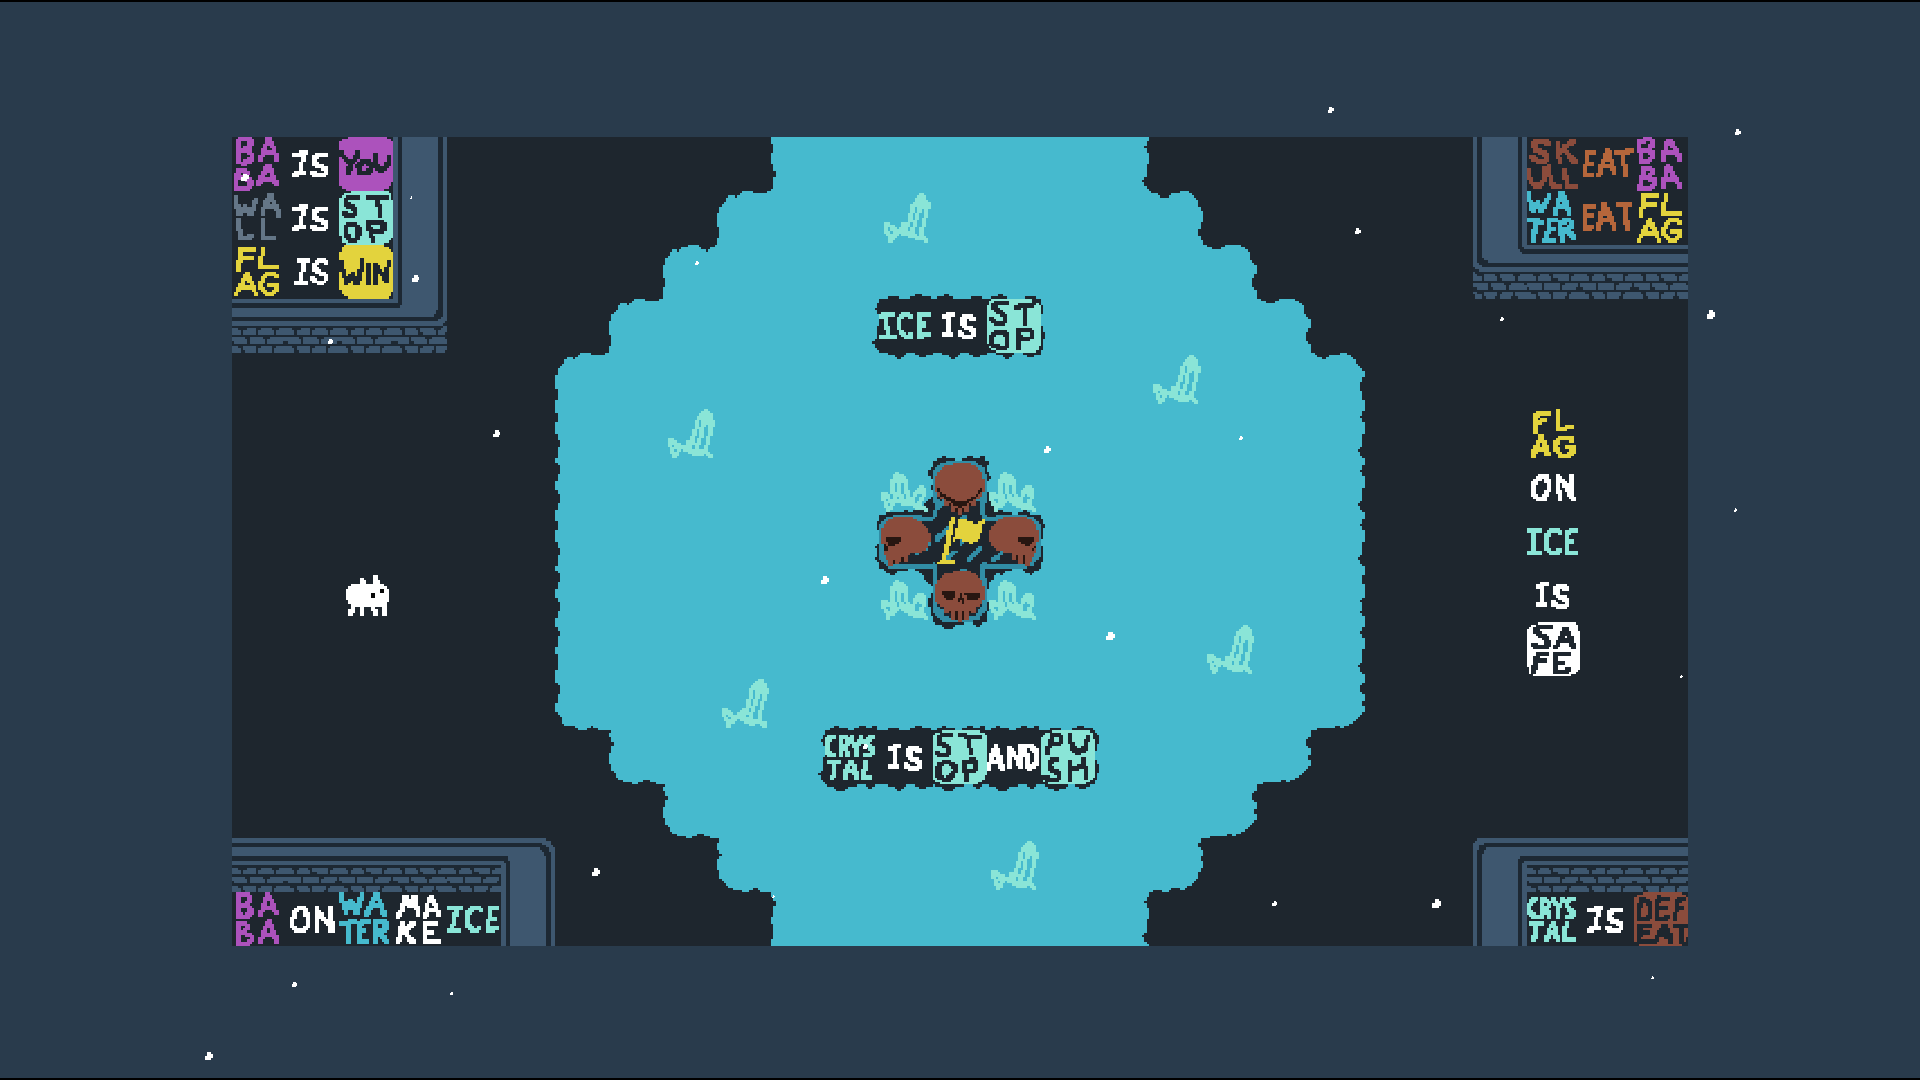 BABA IS YOU
WALL IS STOP
FLAG IS WIN
SKULL EAT BABA
WATER EAT FLAG
ICE IS STOP
FLAG
ON
ICE
IS
SAFE
CRYSTAL IS STOP AND PUSH
BABA ON WATER MAKE ICE
CRYSTAL IS DEFEAT